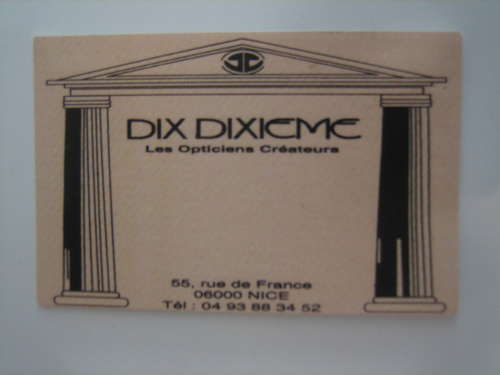 DIX DIXIEME
Les Opticiens Créateurs
55, rue de France
06000 NICE
Tél : 04 93 88 34 52